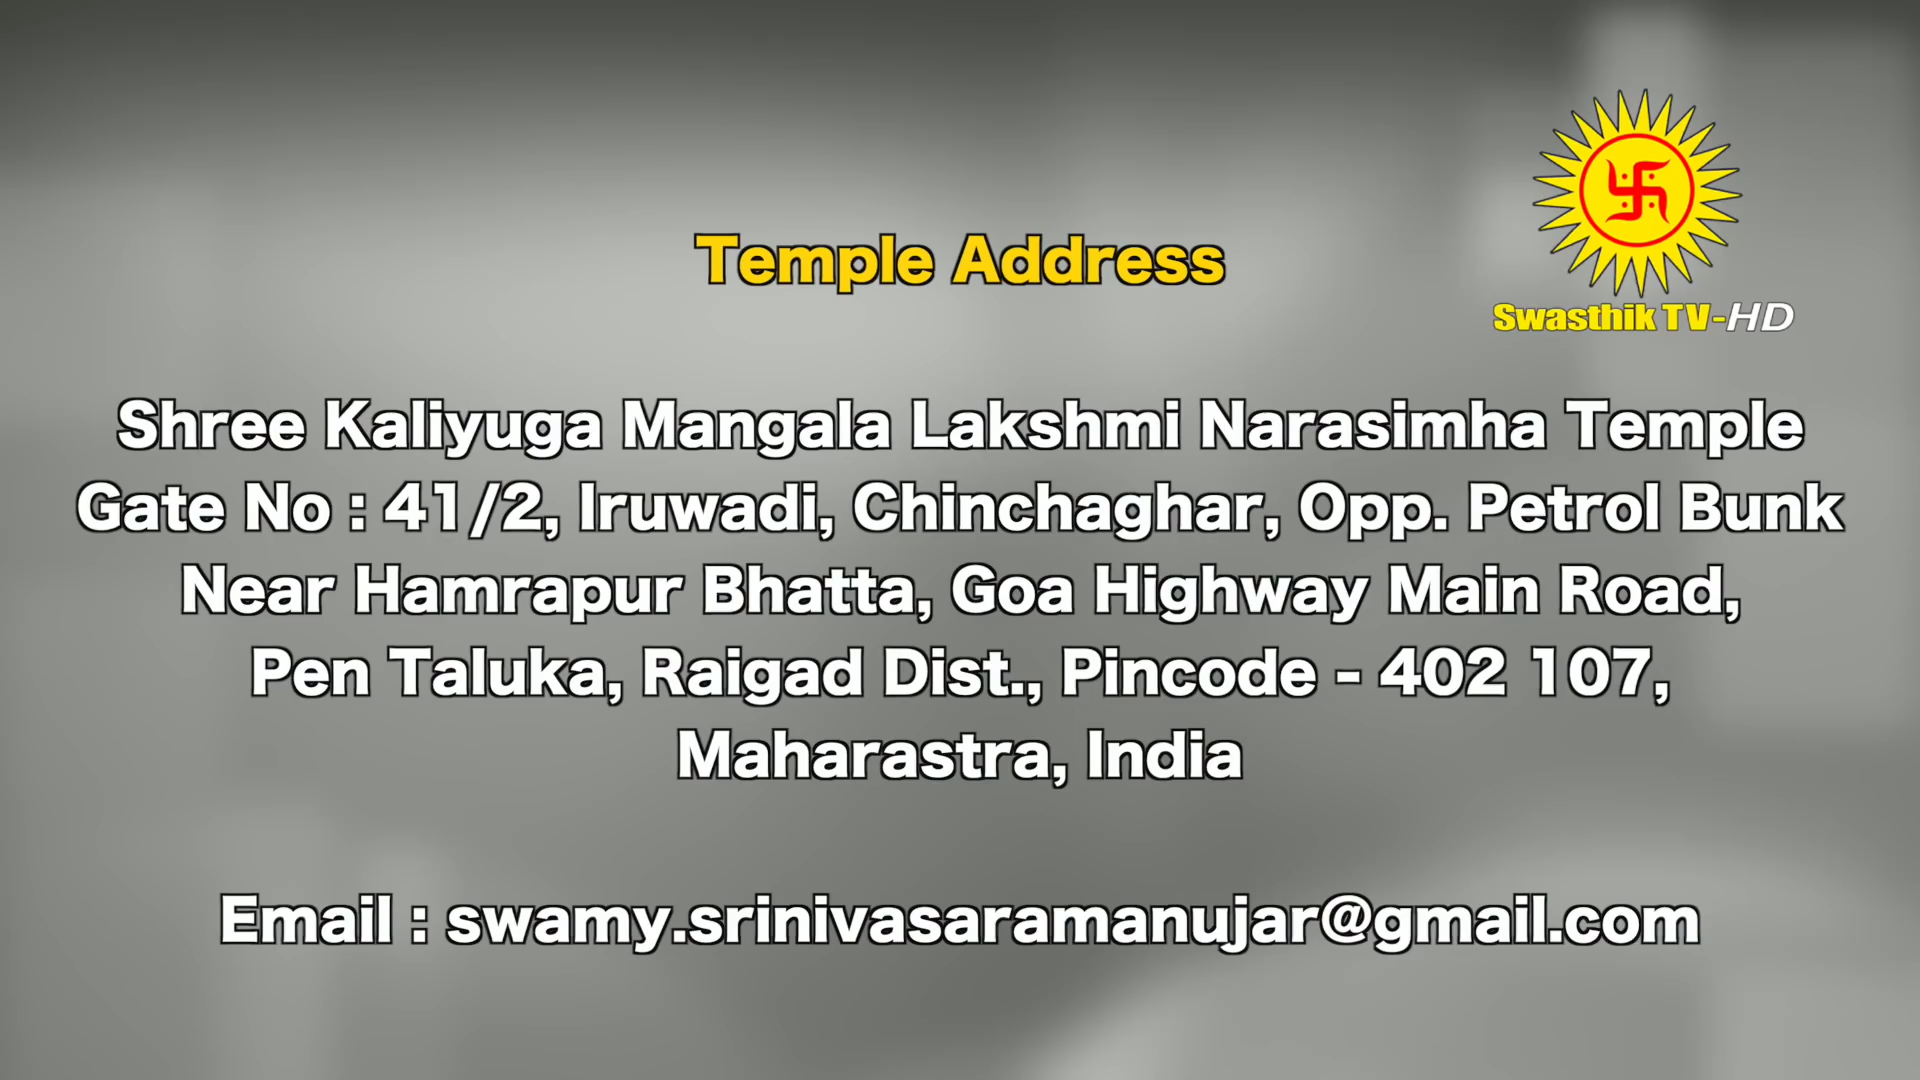 Swasthik TV-HD
Temple Address
Shree Kaliyuga Mangala Lakshmi Narasimha Temple
Gate No : 41/2, Iruwadi, Chinchaghar, Opp. Petrol Bunk
Near Hamrapur Bhatta, Goa Highway Main Road,
Pen Taluka, Raigad Dist., Pincode - 402 107,
Maharastra, India
Email : swamy.srinivasaramanujar@gmail.com